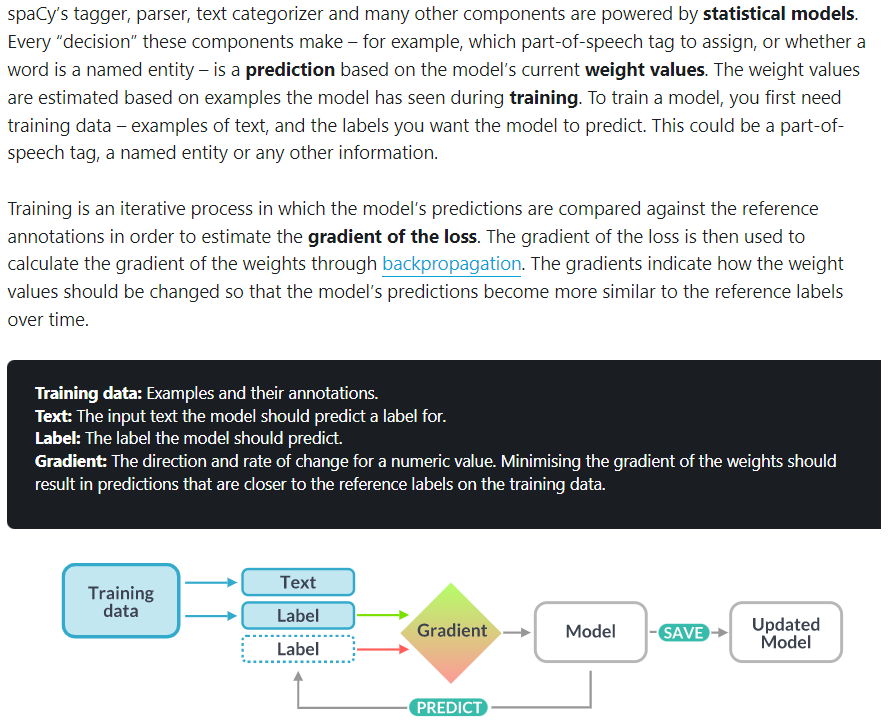 spaCy’s tagger, parser, text categorizer and many other components are powered by statistical models.
Every “decision” these components make – for example, which part-of-speech tag to assign, or whether a
word is a named entity – is a prediction based on the model’s current weight values. The weight values
are estimated based on examples the model has seen during training. To train a model, you first need
training data – examples of text, and the labels you want the model to predict. This could be a part-of-
speech tag, a named entity or any other information.
Training is an iterative process in which the model’s predictions are compared against the reference
annotations in order to estimate the gradient of the loss. The gradient of the loss is then used to
calculate the gradient of the weights through backpropagation. The gradients indicate how the weight
values should be changed so that the model’s predictions become more similar to the reference labels
over time.
Training data: Examples and their annotations.
Text: The input text the model should predict a label for.
Label: The label the model should predict.
Gradient: The direction and rate of change for a numeric value. Minimising the gradient of the weights should
result in predictions that are closer to the reference labels on the training data.
Training
data
Text
Label
Label
Gradient
Model
SAVE
Updated
Model
PREDICT